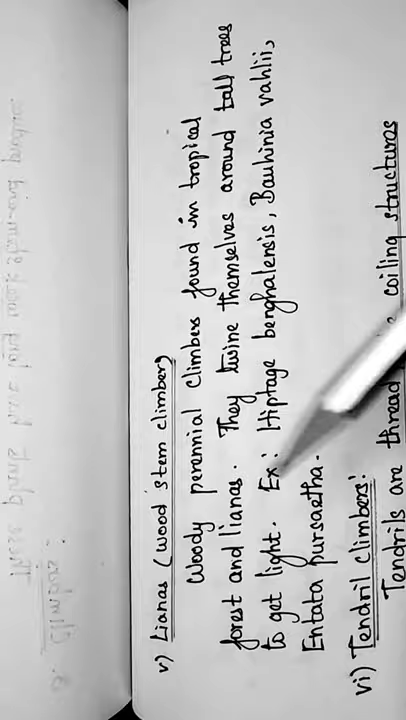 v) Lianas (wood stem climber)
Woody perennial climbers found in tropical
forest and lianas. They twine themselves around tall trees
to get light. Ex: Hiptage benghalensis, Bauhinia vahlii,
Entata pursaetha.
vi) Tendril climbers:
Tendrils are thread coiling structures